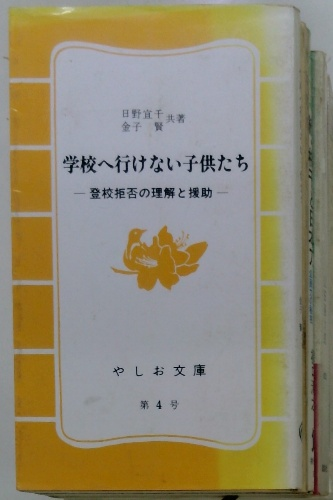 日野宜千
金子 賢 共著
学校へ行けない子供たち
―登校拒否の理解と援助―
やしお文庫
第4号